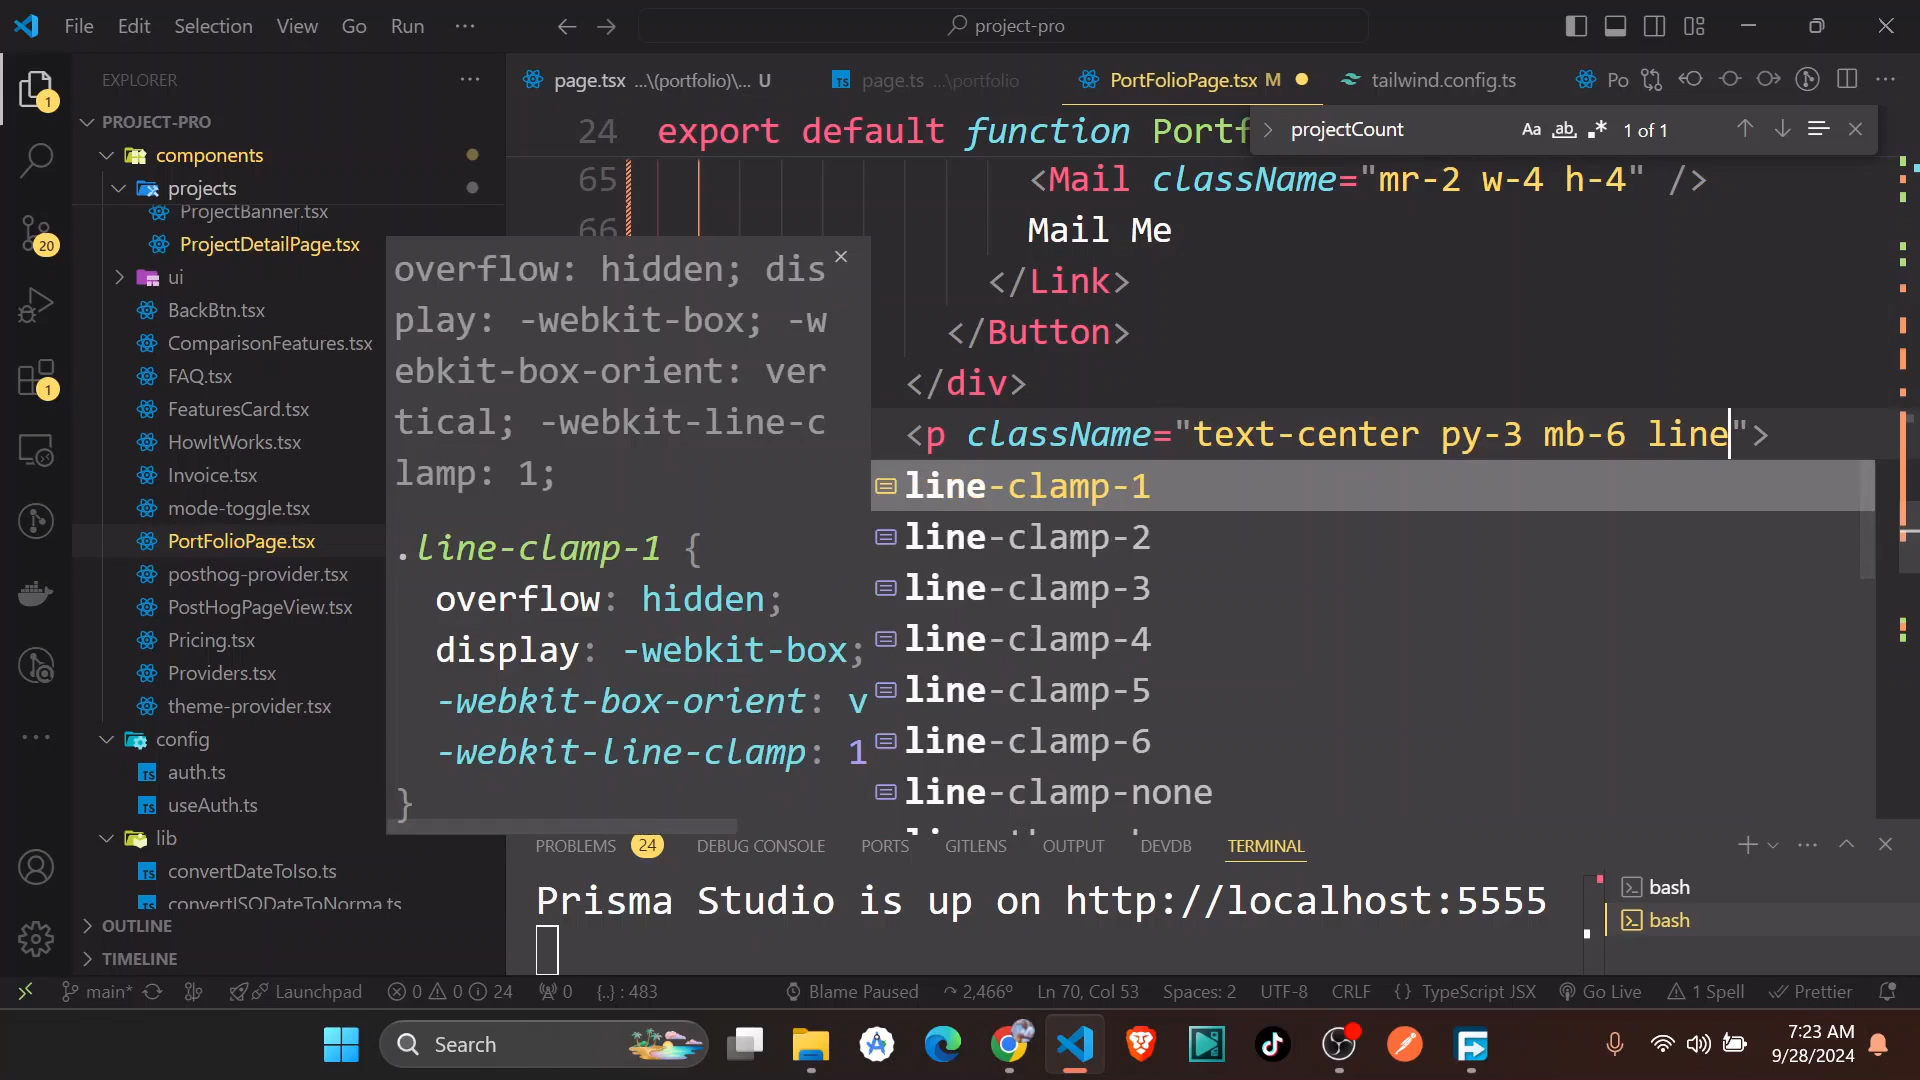 File Edit Selection View Go Run ···
project-pro
EXPLORER
page.tsx ...\(portfolio)\... U
page.ts ...\portfolio
PortFolioPage.tsx M
tailwind.config.ts
Po
PROJECT-PRO
24 export default function Portf
projectCount
Aa ab .* 1 of 1
components
projects
ProjectBanner.tsx
ProjectDetailPage.tsx
ui
BackBtn.tsx
ComparisonFeatures.tsx
FAQ.tsx
FeaturesCard.tsx
HowItWorks.tsx
Invoice.tsx
mode-toggle.tsx
PortFolioPage.tsx
posthog-provider.tsx
PostHogPageView.tsx
Pricing.tsx
Providers.tsx
theme-provider.tsx
config
auth.ts
useAuth.ts
lib
convertDateToIso.ts
convertISODateToNorma.ts
OUTLINE
TIMELINE
1
20
1
65 <Mail className="mr-2 w-4 h-4" />
66 Mail Me
</Link>
</Button>
</div>
<p className="text-center py-3 mb-6 line">
overflow: hidden; dis
play: -webkit-box; -w
ebkit-box-orient: ver
tical; -webkit-line-c
lamp: 1;
.line-clamp-1 {
overflow: hidden;
display: -webkit-box;
-webkit-box-orient: v
-webkit-line-clamp: 1
}
line-clamp-1
line-clamp-2
line-clamp-3
line-clamp-4
line-clamp-5
line-clamp-6
line-clamp-none
PROBLEMS 24 DEBUG CONSOLE PORTS GITLENS OUTPUT DEVDB TERMINAL
Prisma Studio is up on http://localhost:5555
bash
bash
main* Launchpad 0 0 24 0 {..} : 483 Blame Paused 2,466° Ln 70, Col 53 Spaces: 2 UTF-8 CRLF {} TypeScript JSX Go Live 1 Spell Prettier
Search
7:23 AM
9/28/2024